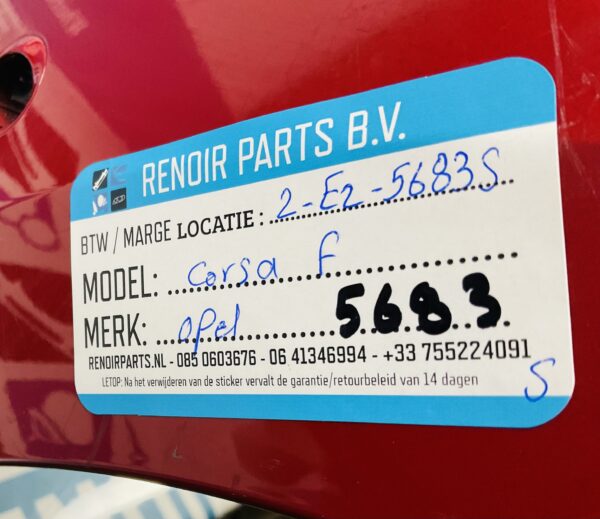 RENOIR PARTS B.V.
BTW / MARGE LOCATIE : 2-E2-5683S
MODEL: Corsa F
MERK: Opel 5683
RENOIRPARTS.NL - 085 0603676 - 06 41346994 - +33 755224091
LETOP: Na het verwijderen van de sticker vervalt de garantie/retourbeleid van 14 dagen
S